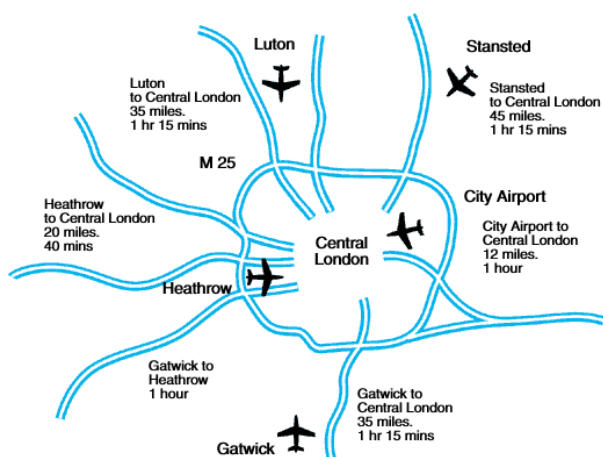 Luton
Stansted
Luton
to Central London
35 miles.
1 hr 15 mins
Stansted
to Central London
45 miles.
1 hr 15 mins
M 25
City Airport
Heathrow
to Central London
20 miles.
40 mins
City Airport to
Central London
12 miles.
1 hour
Central
London
Heathrow
Gatwick to
Heathrow
1 hour
Gatwick to
Central London
35 miles.
1 hr 15 mins
Gatwick